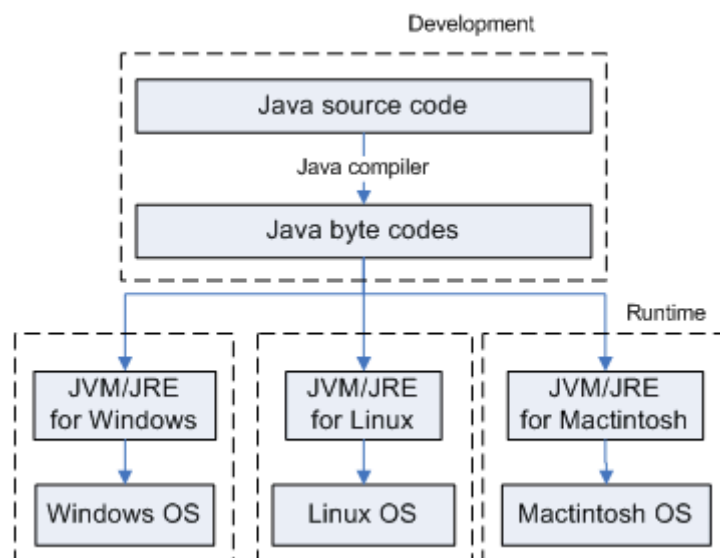 Development
Java source code
Java compiler
Java byte codes
Runtime
JVM/JRE
for Windows
JVM/JRE
for Linux
JVM/JRE
for Mactintosh
Windows OS
Linux OS
Mactintosh OS